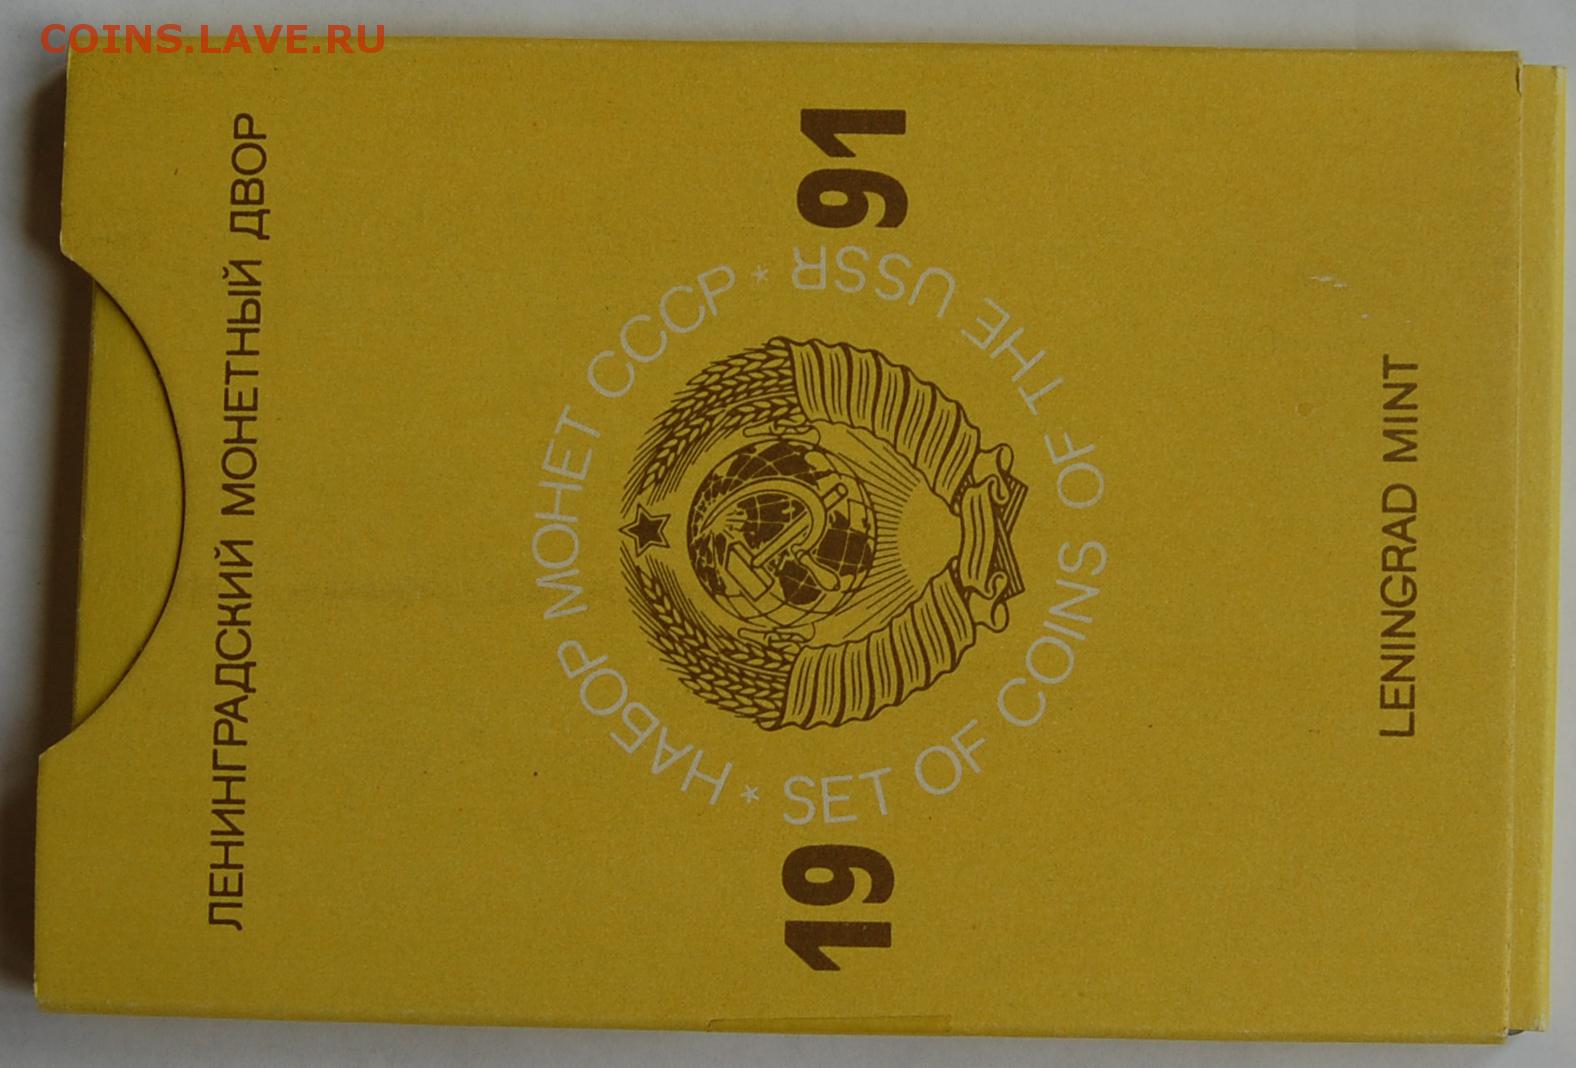 COINS.LAVE.RU
ЛЕНИНГРАДСКИЙ МОНЕТНЫЙ ДВОР
НАБОР МОНЕТ СССР
19 91
* SET OF COINS OF THE USSR *
LENINGRAD MINT